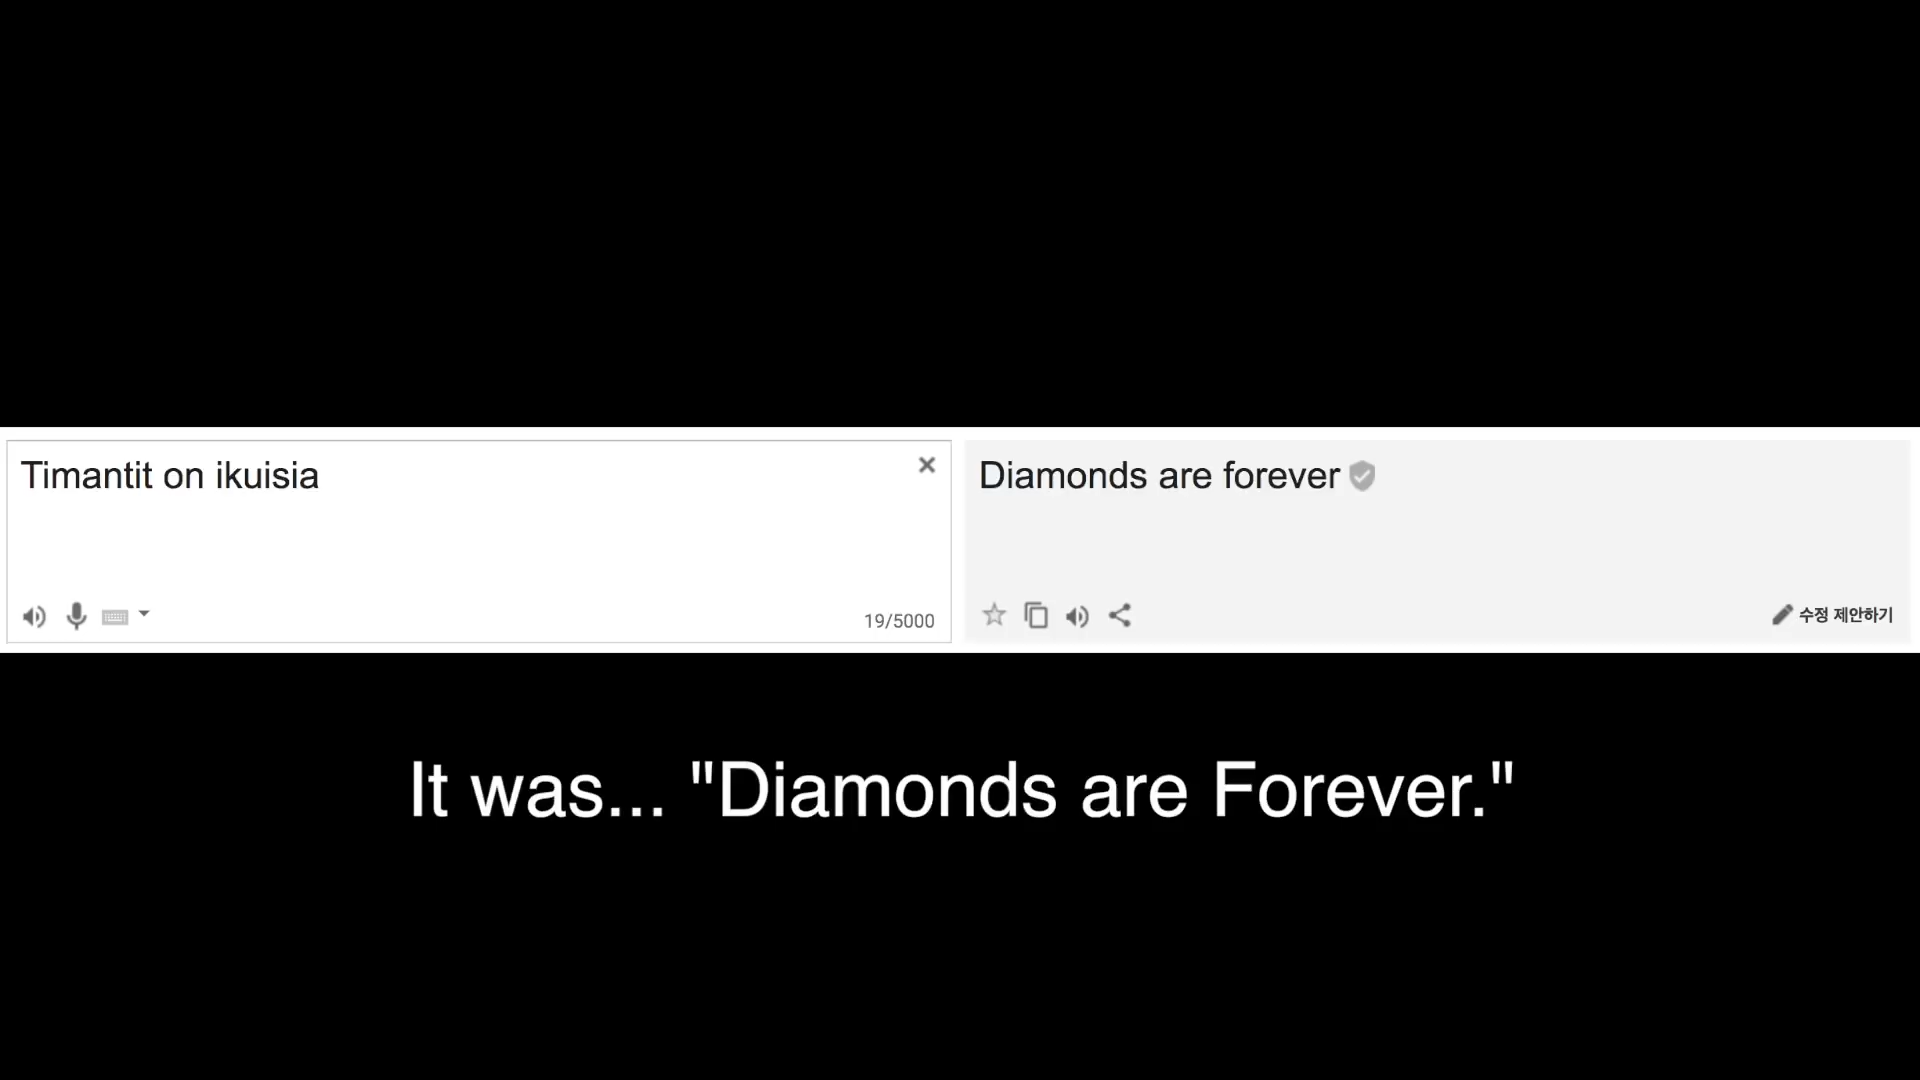 Timantit on ikuisia
19/5000
Diamonds are forever
수정 제안하기
It was... "Diamonds are Forever."